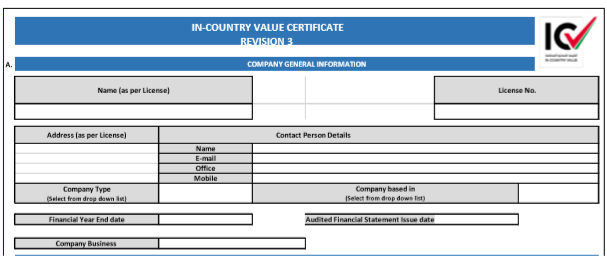 IN-COUNTRY VALUE CERTIFICATE
REVISION 3
ICV
IN-COUNTRY VALUE
A. COMPANY GENERAL INFORMATION
Name (as per License) License No.
Address (as per License) Contact Person Details
Name
E-mail
Office
Mobile
Company Type Company based in
(Select from drop down list) (Select from drop down list)
Financial Year End date Audited Financial Statement Issue date
Company Business